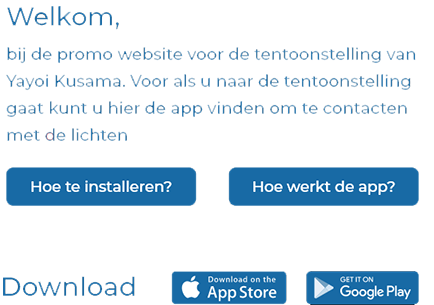 Welkom,
bij de promo website voor de tentoonstelling van
Yayoi Kusama. Voor als u naar de tentoonstelling
gaat kunt u hier de app vinden om te contacten
met de lichten
Hoe te installeren?
Hoe werkt de app?
Download
Download on the
App Store
GET IT ON
Google Play